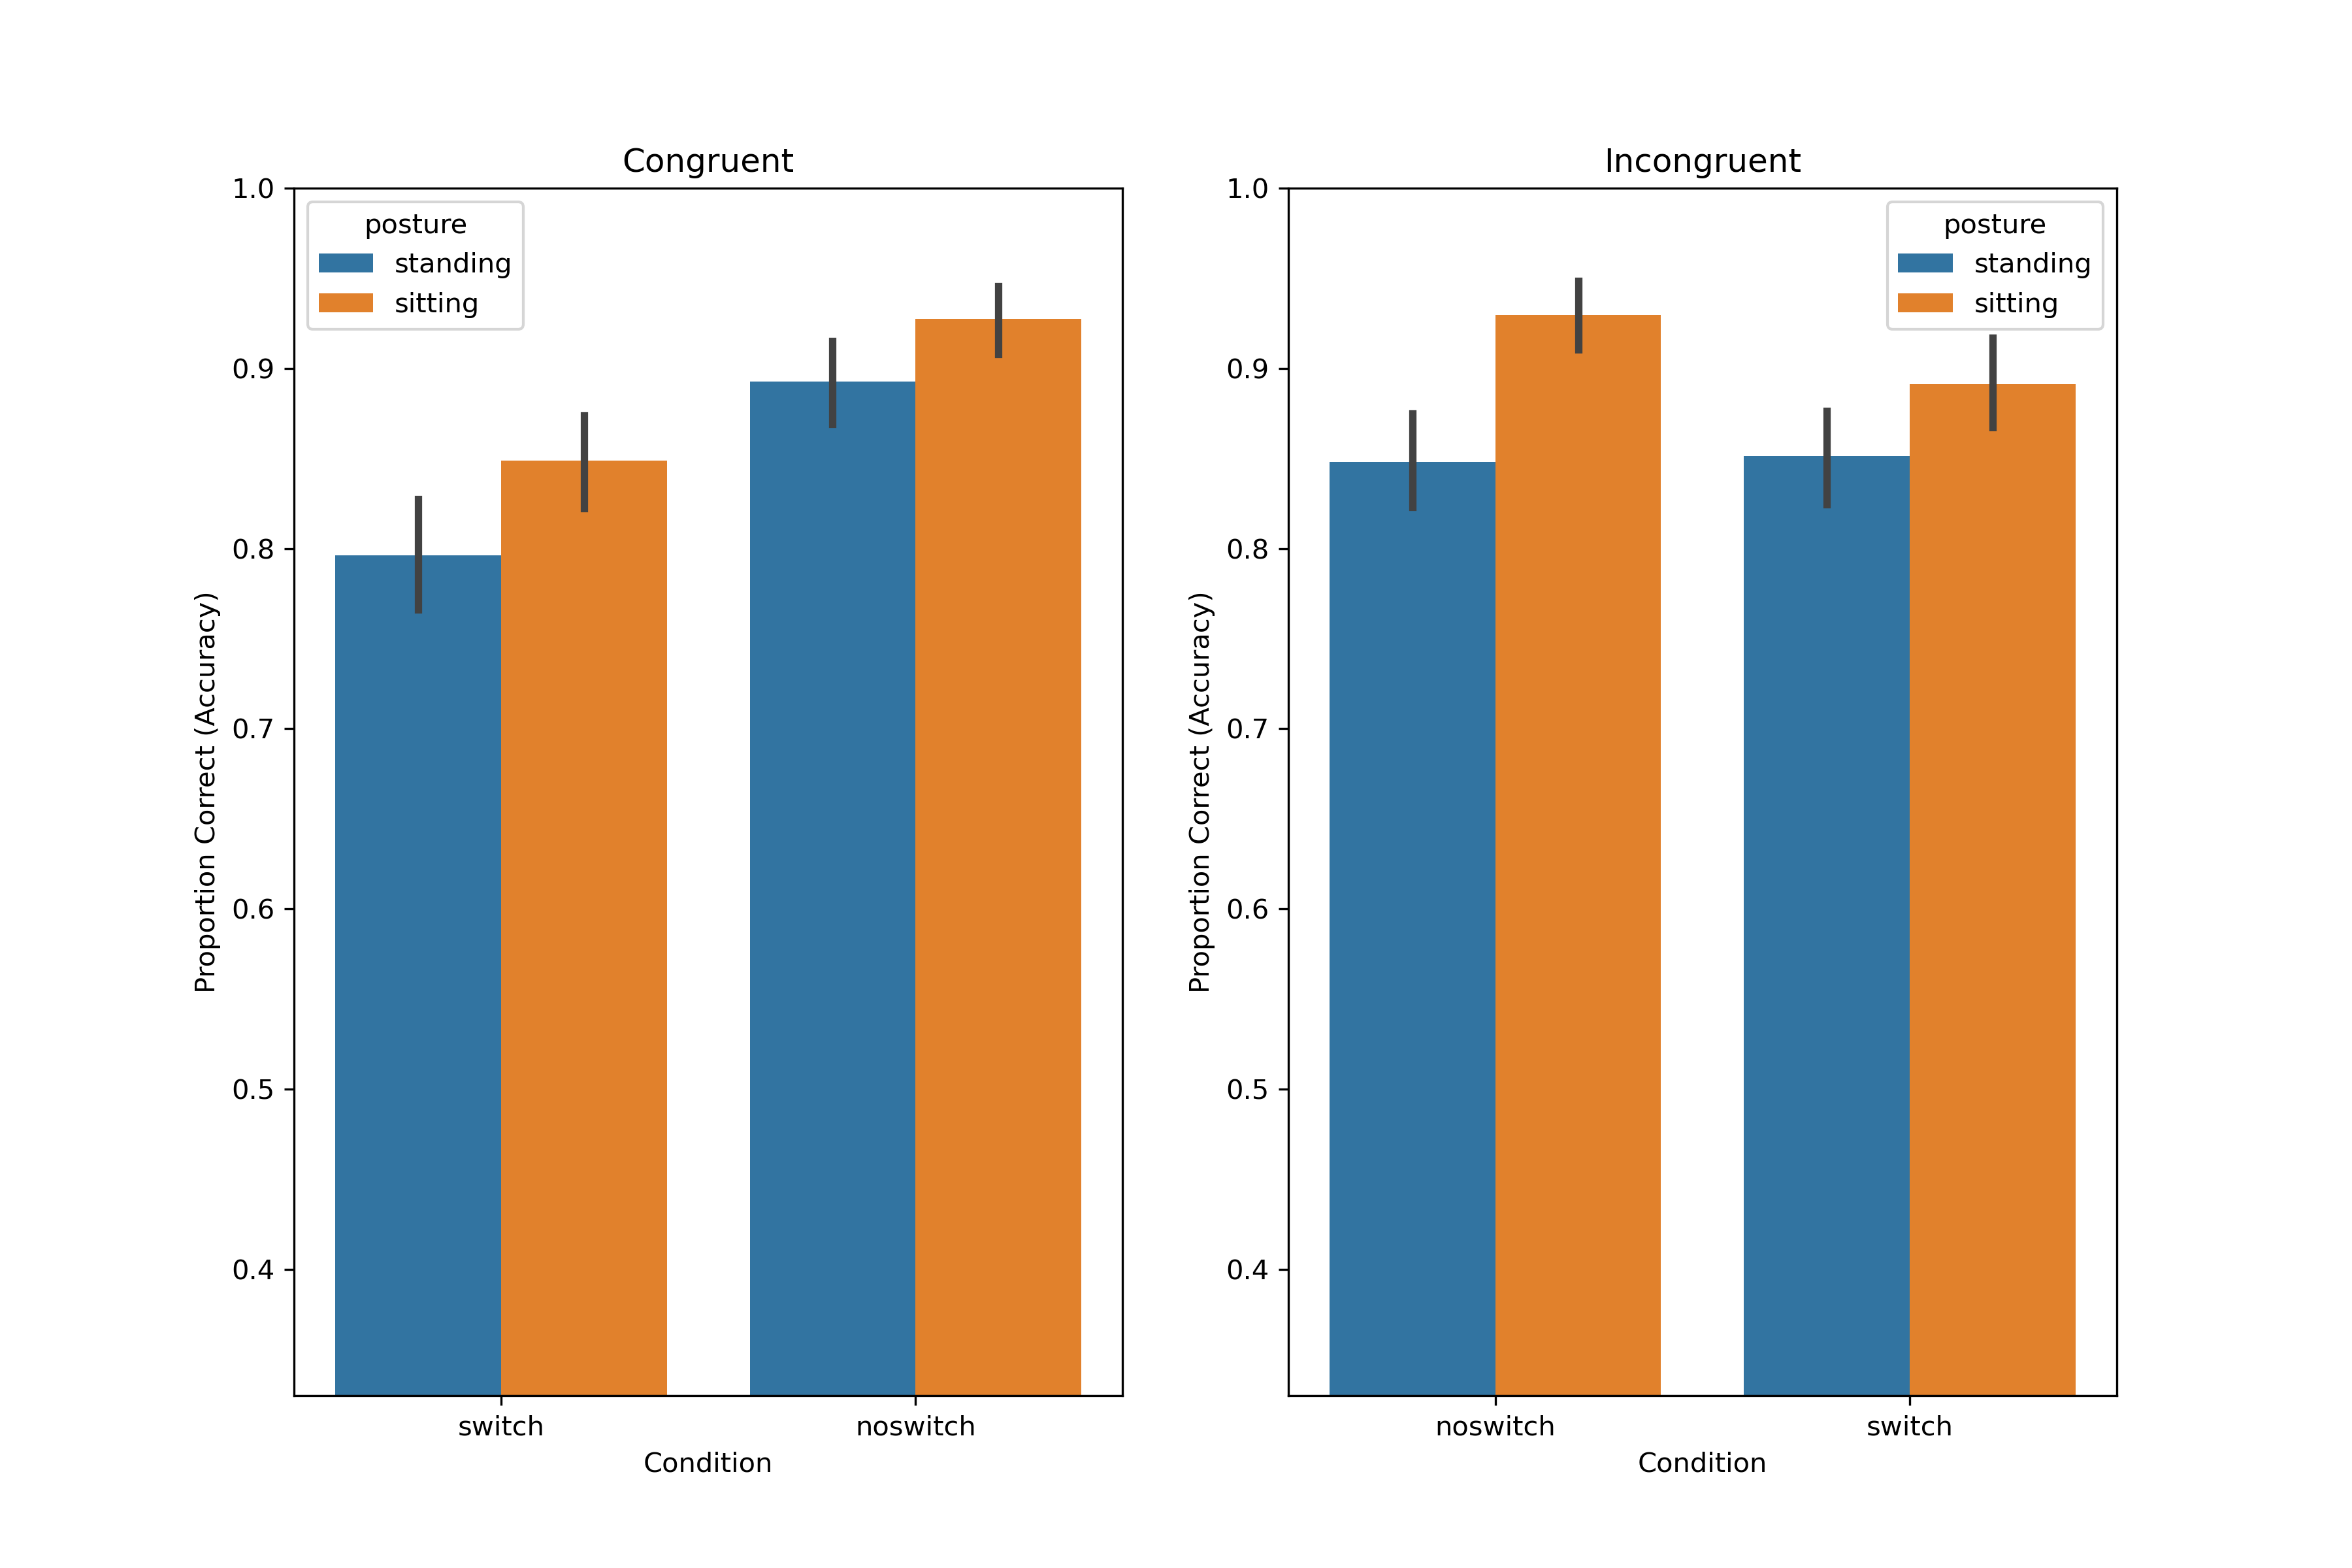 Congruent
1.0
0.9
0.8
0.7
0.6
0.5
0.4
Proportion Correct (Accuracy)
posture
standing
sitting
switch
noswitch
Condition
Incongruent
1.0
0.9
0.8
0.7
0.6
0.5
0.4
Proportion Correct (Accuracy)
posture
standing
sitting
noswitch
switch
Condition